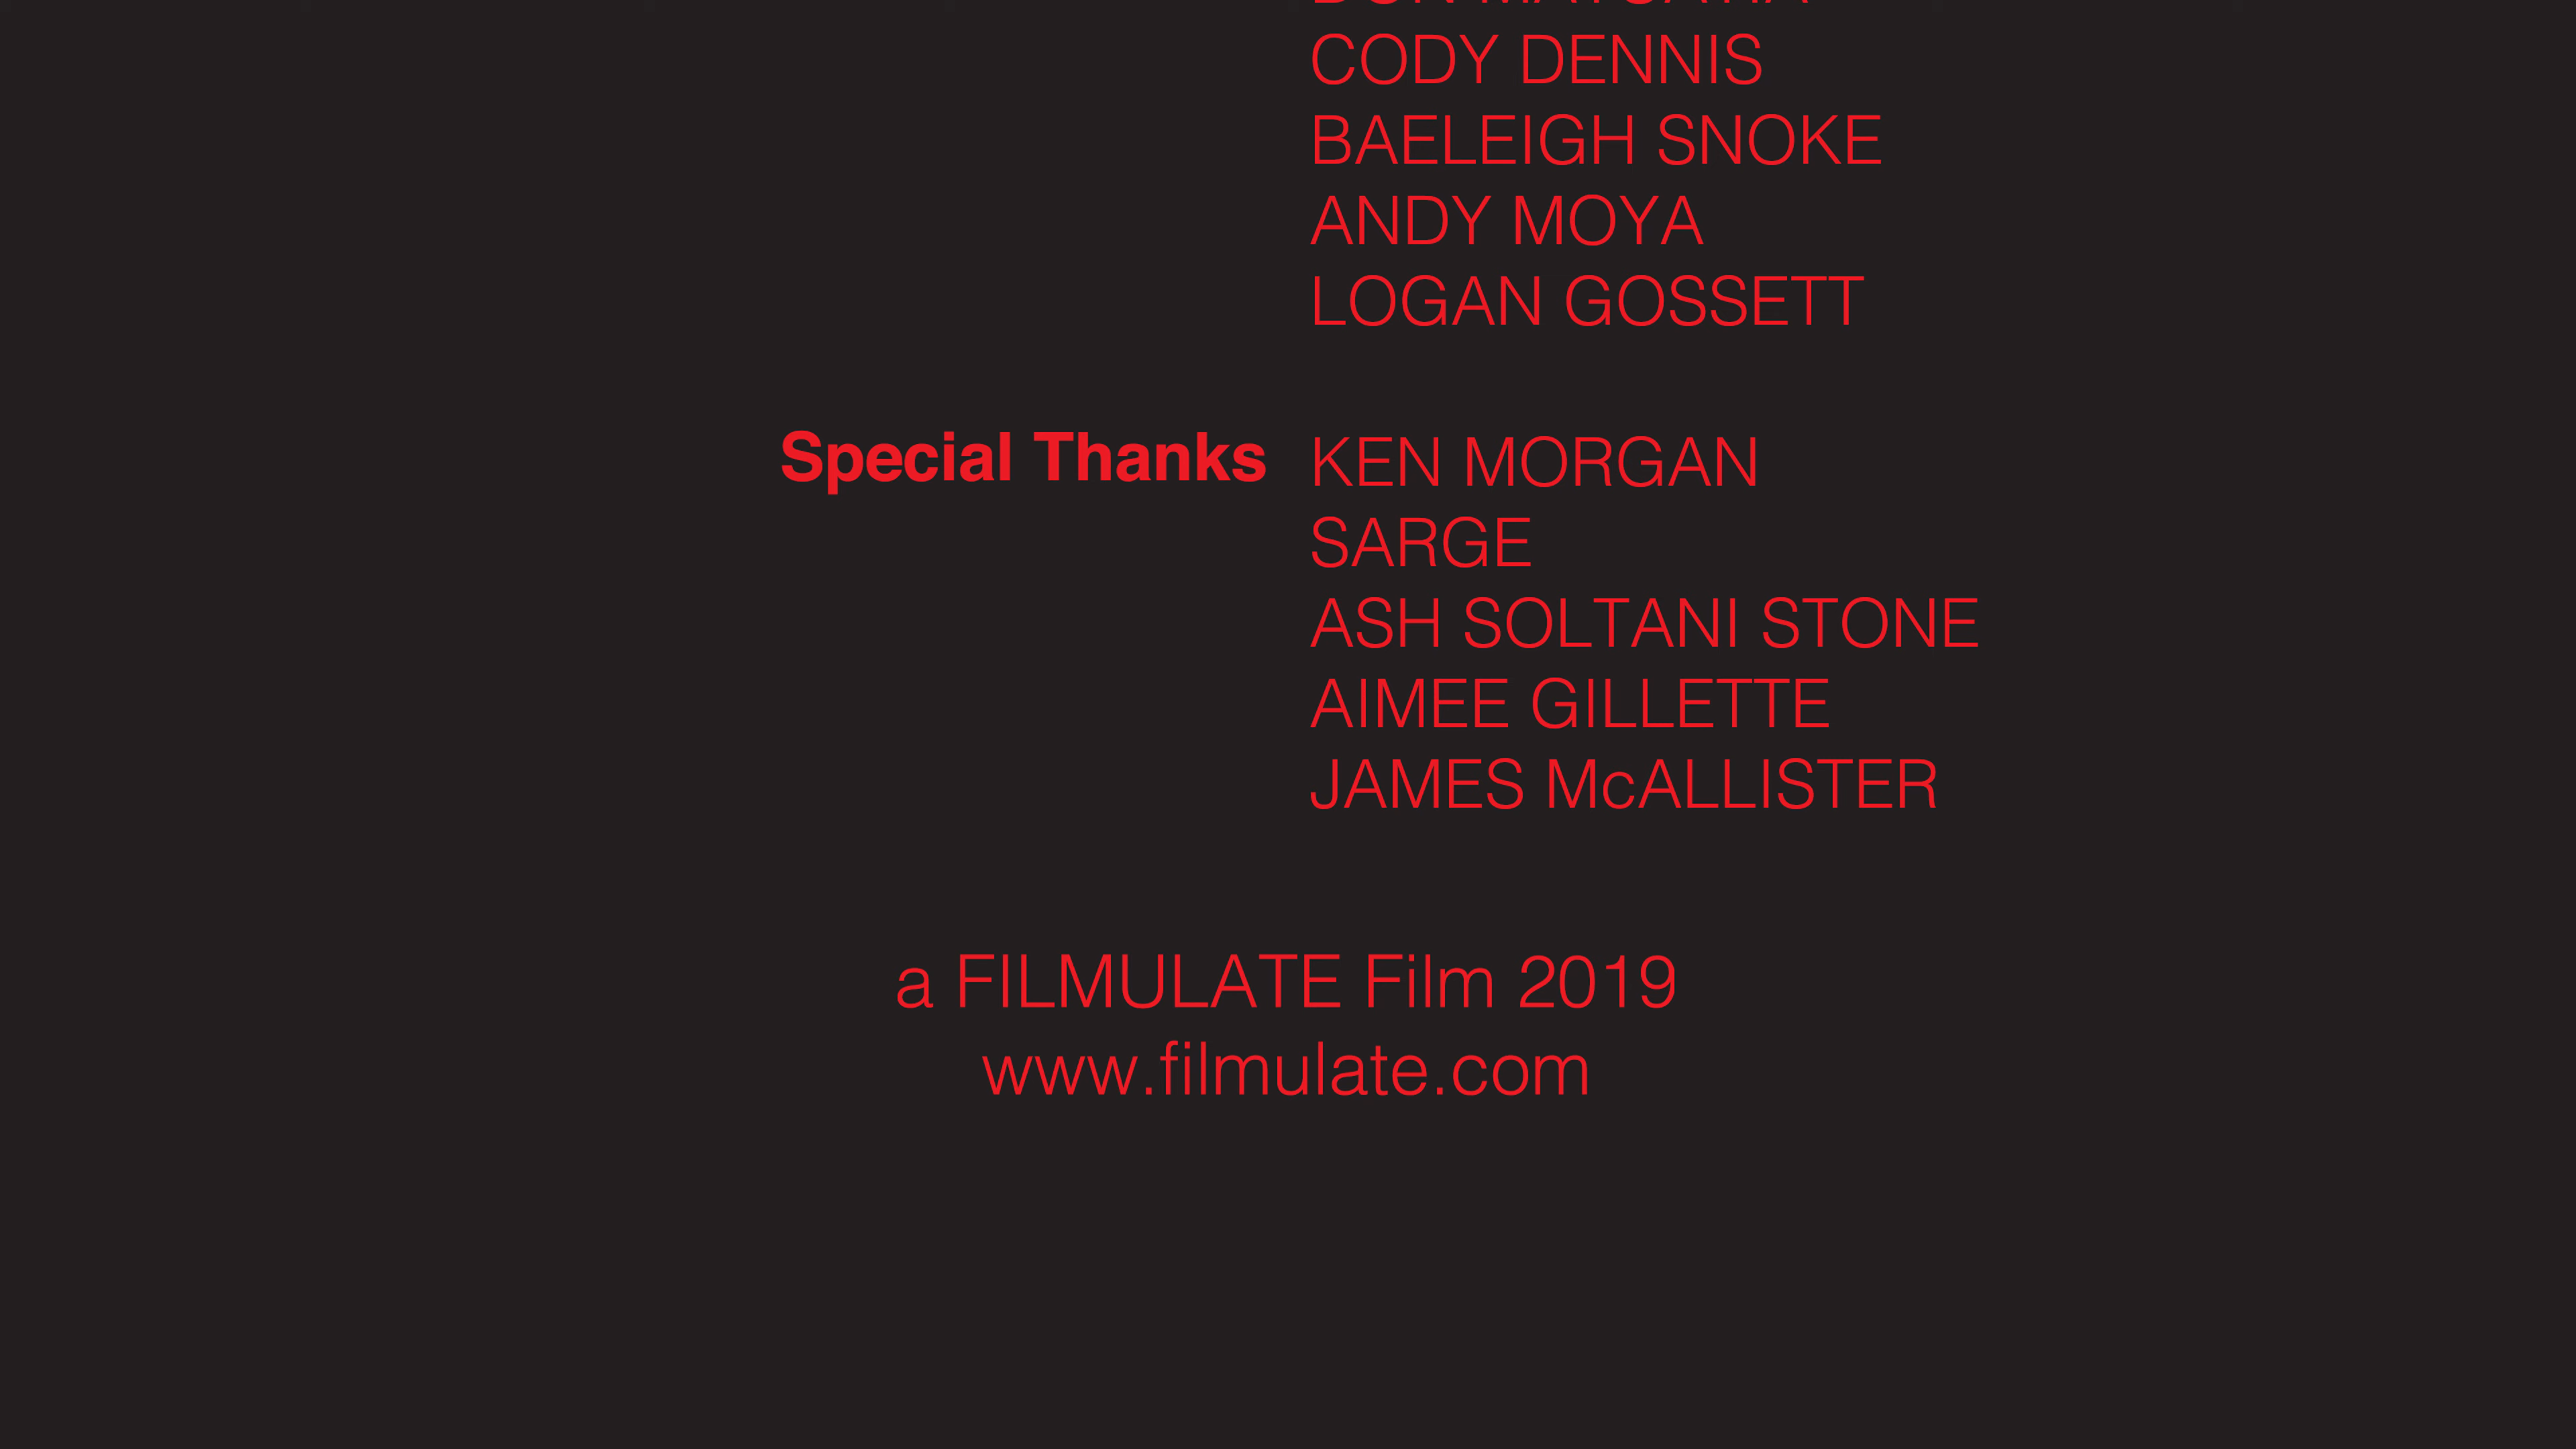 CODY DENNIS
BAELEIGH SNOKE
ANDY MOYA
LOGAN GOSSETT
Special Thanks KEN MORGAN
SARGE
ASH SOLTANI STONE
AIMEE GILLETTE
JAMES McALLISTER
a FILMULATE Film 2019
www.filmulate.com